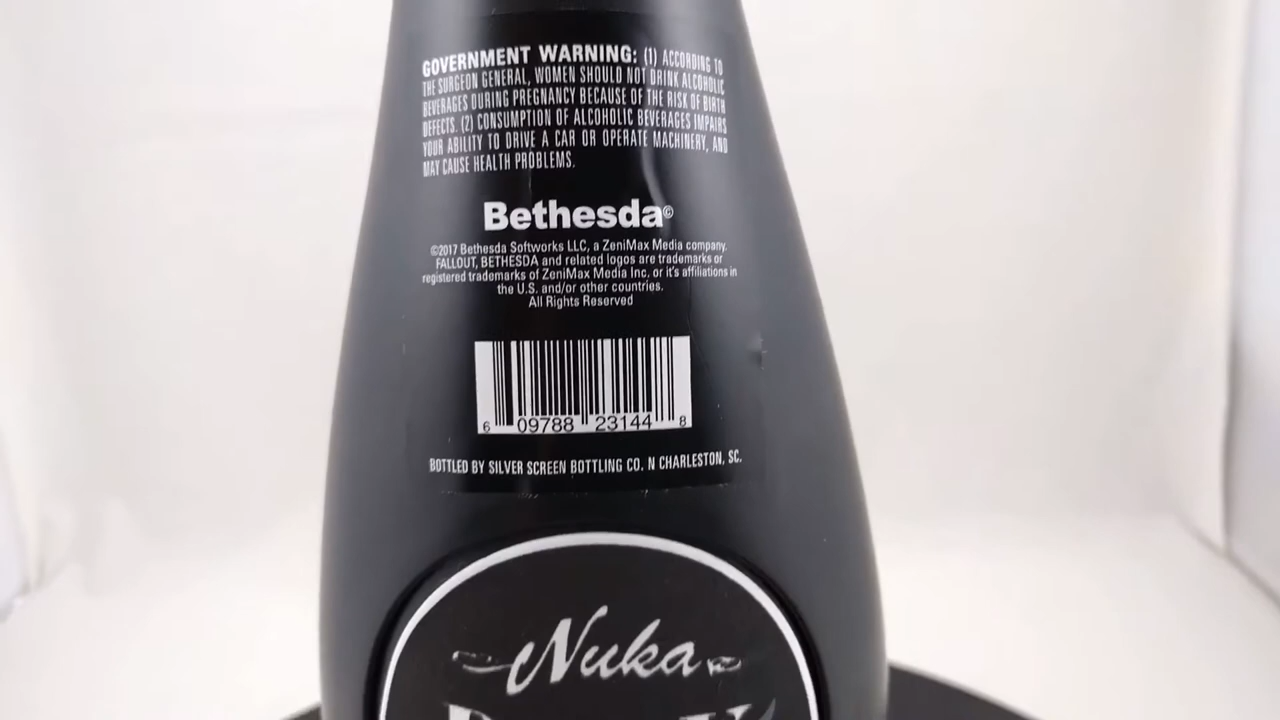 GOVERNMENT WARNING: (1) ACCORDING TO
THE SURGEON GENERAL, WOMEN SHOULD NOT DRINK ALCOHOLIC
BEVERAGES DURING PREGNANCY BECAUSE OF THE RISK OF BIRTH
DEFECTS. (2) CONSUMPTION OF ALCOHOLIC BEVERAGES IMPAIRS
YOUR ABILITY TO DRIVE A CAR OR OPERATE MACHINERY, AND
MAY CAUSE HEALTH PROBLEMS.
Bethesda©
©2017 Bethesda Softworks LLC, a ZeniMax Media company.
FALLOUT, BETHESDA and related logos are trademarks or
registered trademarks of ZeniMax Media Inc. or it's affiliations in
the U.S. and/or other countries.
All Rights Reserved
6 09788 23144 8
BOTTLED BY SILVER SCREEN BOTTLING CO. N CHARLESTON, SC.
Nuka